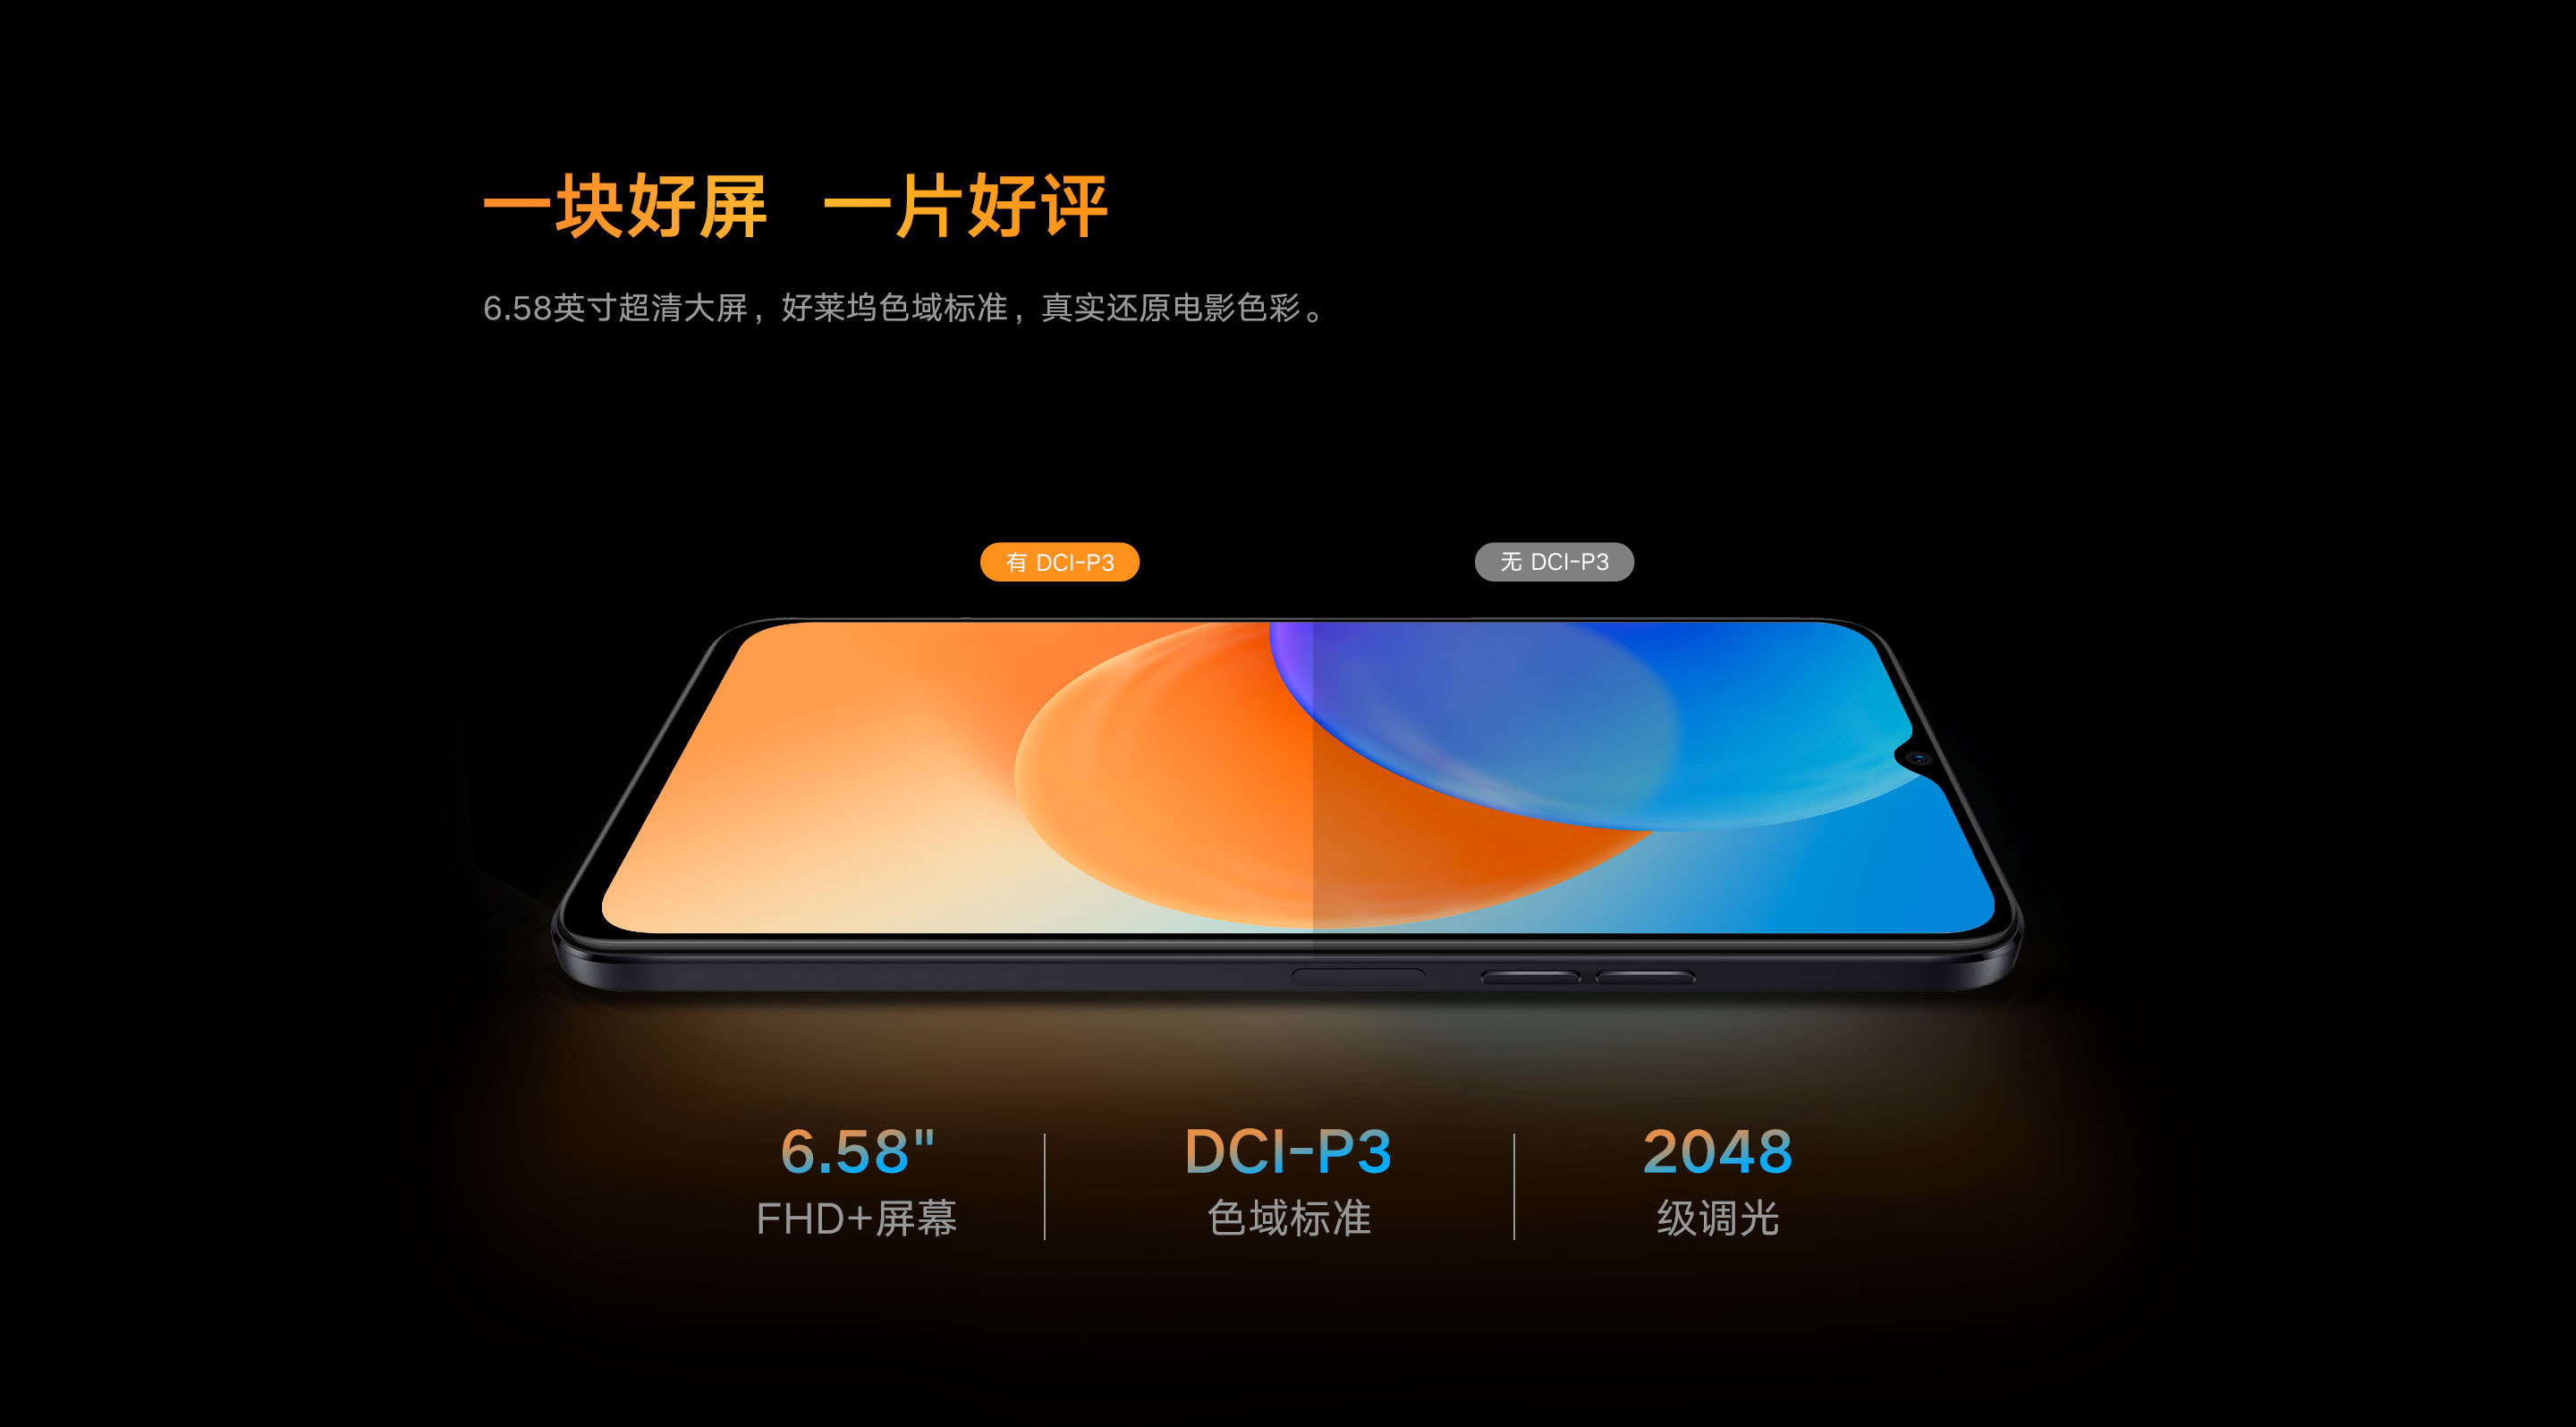 一块好屏 一片好评
6.58英寸超清大屏，好莱坞色域标准，真实还原电影色彩。
有 DCI-P3
无 DCI-P3
6.58"
FHD+屏幕
DCI-P3
色域标准
2048
级调光